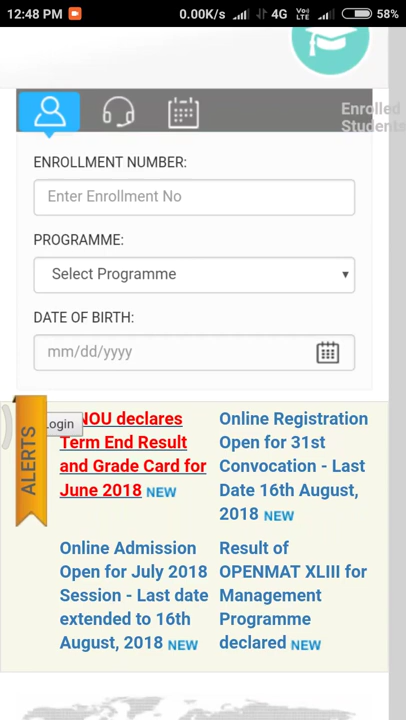 12:48 PM 0.00K/s 4G Vo) LTE 58%
Enrolled
Students
ENROLLMENT NUMBER:
Enter Enrollment No
PROGRAMME:
Select Programme
DATE OF BIRTH:
mm/dd/yyyy
ALERTS
ogin
NOU declares
Term End Result
and Grade Card for
June 2018 NEW
Online Registration
Open for 31st
Convocation - Last
Date 16th August,
2018 NEW
Online Admission
Open for July 2018
Session - Last date
extended to 16th
August, 2018 NEW
Result of
OPENMAT XLIII for
Management
Programme
declared NEW